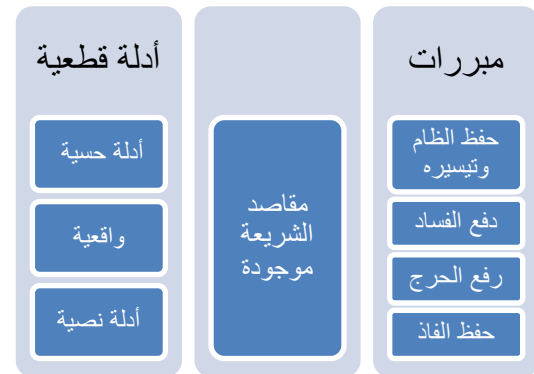 مبررات
حفظ الظام
وتيسيره
دفع الفساد
رفع الحرج
حفظ الفاذ
مقاصد
الشريعة
موجودة
أدلة قطعية
أدلة حسية
واقعية
أدلة نصية